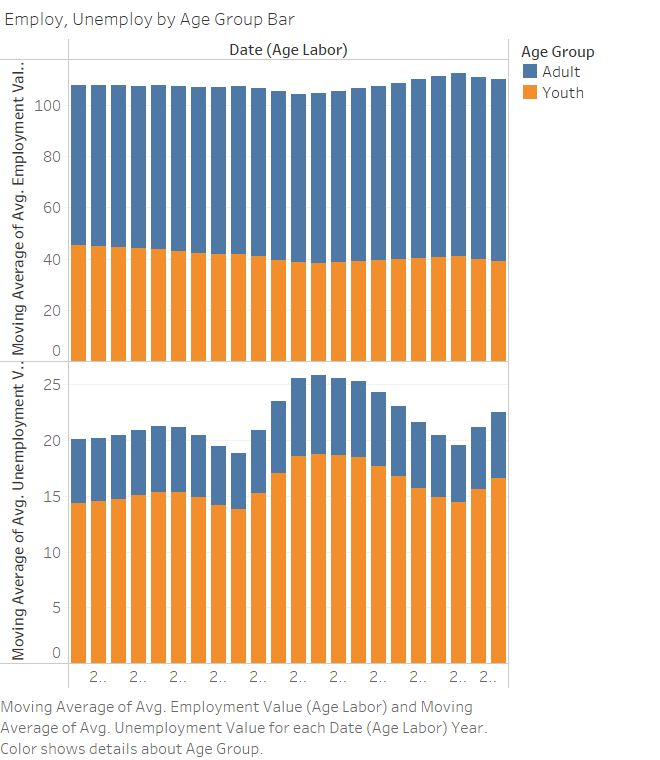 Employ, Unemploy by Age Group Bar
Date (Age Labor)
Age Group
Adult
Youth
Moving Average of Avg. Employment Val..
100
80
60
40
20
0
Moving Average of Avg. Unemployment V..
25
20
15
10
5
0
2.. 2.. 2.. 2.. 2.. 2.. 2.. 2.. 2.. 2.. 2..
Moving Average of Avg. Employment Value (Age Labor) and Moving
Average of Avg. Unemployment Value for each Date (Age Labor) Year.
Color shows details about Age Group.